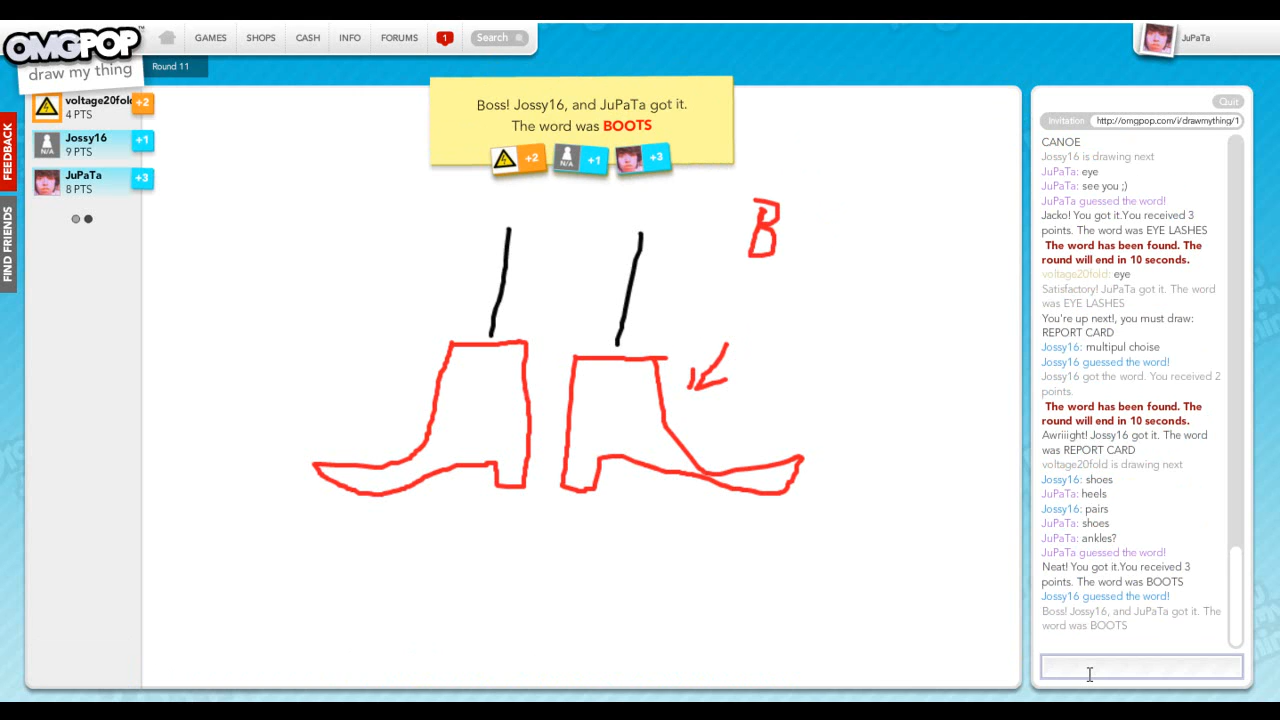 OMGPOP
TM
draw my thing
GAMES
SHOPS
CASH
INFO
FORUMS
1
Search
JuPaTa
Round 11
FEEDBACK
FIND FRIENDS
voltage20fold
+2
4 PTS
Jossy16
+1
9 PTS
N/A
JuPaTa
+3
8 PTS
Boss! Jossy16, and JuPaTa got it.
The word was BOOTS
+2
N/A
+1
+3
B
Quit
Invitation
http://omgpop.com/i/drawmything/1
CANOE
Jossy16 is drawing next
JuPaTa: eye
JuPaTa: see you ;)
JuPaTa guessed the word!
Jacko! You got it.You received 3
points. The word was EYE LASHES
The word has been found. The
round will end in 10 seconds.
voltage20fold: eye
Satisfactory! JuPaTa got it. The word
was EYE LASHES
You're up next!, you must draw:
REPORT CARD
Jossy16: multipul choise
Jossy16 guessed the word!
Jossy16 got the word. You received 2
points.
The word has been found. The
round will end in 10 seconds.
Awriiight! Jossy16 got it. The word
was REPORT CARD
voltage20fold is drawing next
Jossy16: shoes
JuPaTa: heels
Jossy16: pairs
JuPaTa: shoes
JuPaTa: ankles?
JuPaTa guessed the word!
Neat! You got it.You received 3
points. The word was BOOTS
Jossy16 guessed the word!
Boss! Jossy16, and JuPaTa got it. The
word was BOOTS